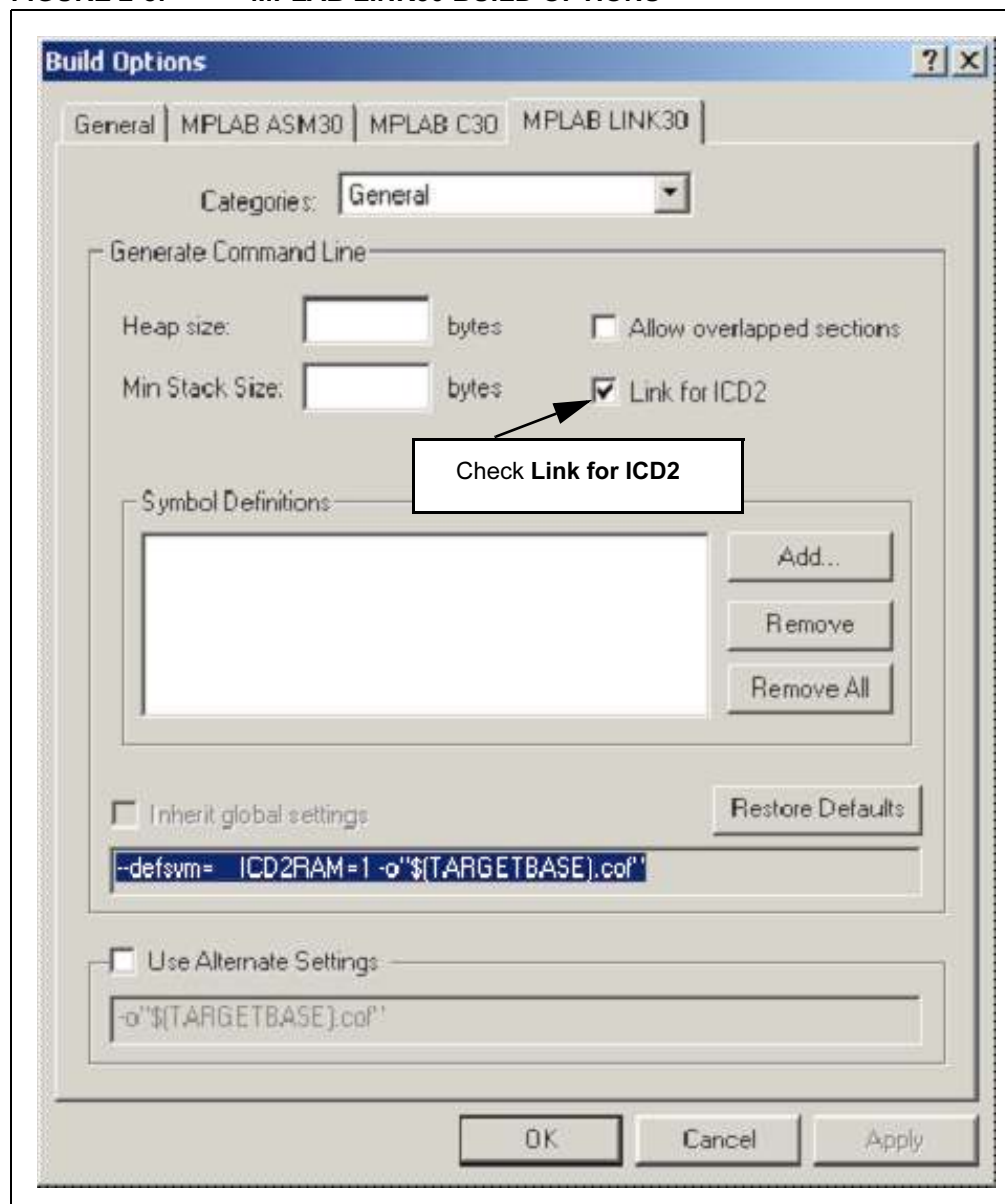 Build Options
General
MPLAB ASM30
MPLAB C30
MPLAB LINK30
Categories: General
Generate Command Line
Heap size: bytes
Allow overlapped sections
Min Stack Size: bytes
Link for ICD2
Check Link for ICD2
Symbol Definitions
Add...
Remove
Remove All
Inherit global settings
Restore Defaults
--defsym=__ICD2RAM=1 -o"$(TARGETBASE).cof"
Use Alternate Settings
-o"$(TARGETBASE).cof"
OK
Cancel
Apply